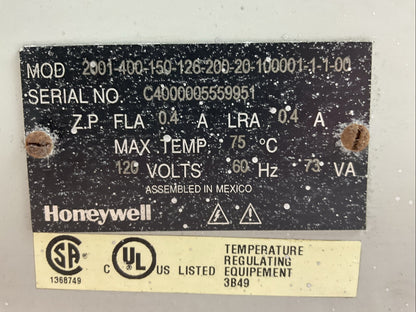 MOD 2001-400-150-126-200-20-100001-1-1-00
SERIAL NO. C4000005559951
Z.P FLA 0.4 A LRA 0.4 A
MAX TEMP 75 °C
120 VOLTS 60 Hz 73 VA
ASSEMBLED IN MEXICO
Honeywell
SA
1368749
C UL US LISTED
TEMPERATURE
REGULATING
EQUIPEMENT
3B49